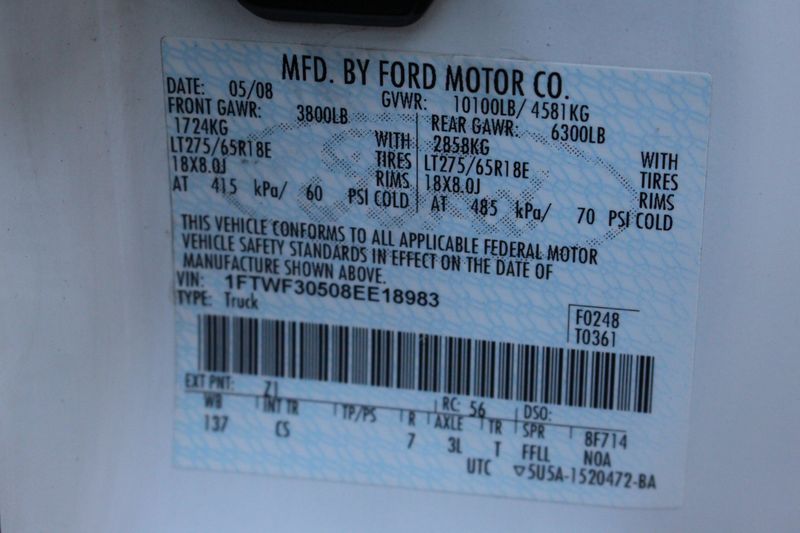 MFD. BY FORD MOTOR CO.
DATE: 05/08 GVWR: 10100LB/ 4581KG
FRONT GAWR: 3800LB REAR GAWR: 6300LB
1724KG WITH 2858KG WITH
LT275/65R18E TIRES LT275/65R18E TIRES
18X8.0J RIMS 18X8.0J RIMS
AT 415 kPa/ 60 PSI COLD AT 485 kPa/ 70 PSI COLD
THIS VEHICLE CONFORMS TO ALL APPLICABLE FEDERAL MOTOR
VEHICLE SAFETY STANDARDS IN EFFECT ON THE DATE OF
MANUFACTURE SHOWN ABOVE.
VIN: 1FTWF30508EE18983
TYPE: Truck F0248
T0361
EXT PNT: Z1 RC: 56 DSO:
WB INT TR TP/PS R AXLE TR SPR 8F714
137 CS 7 3L T FFLL NOA
UTC ▽5U5A-1520472-BA